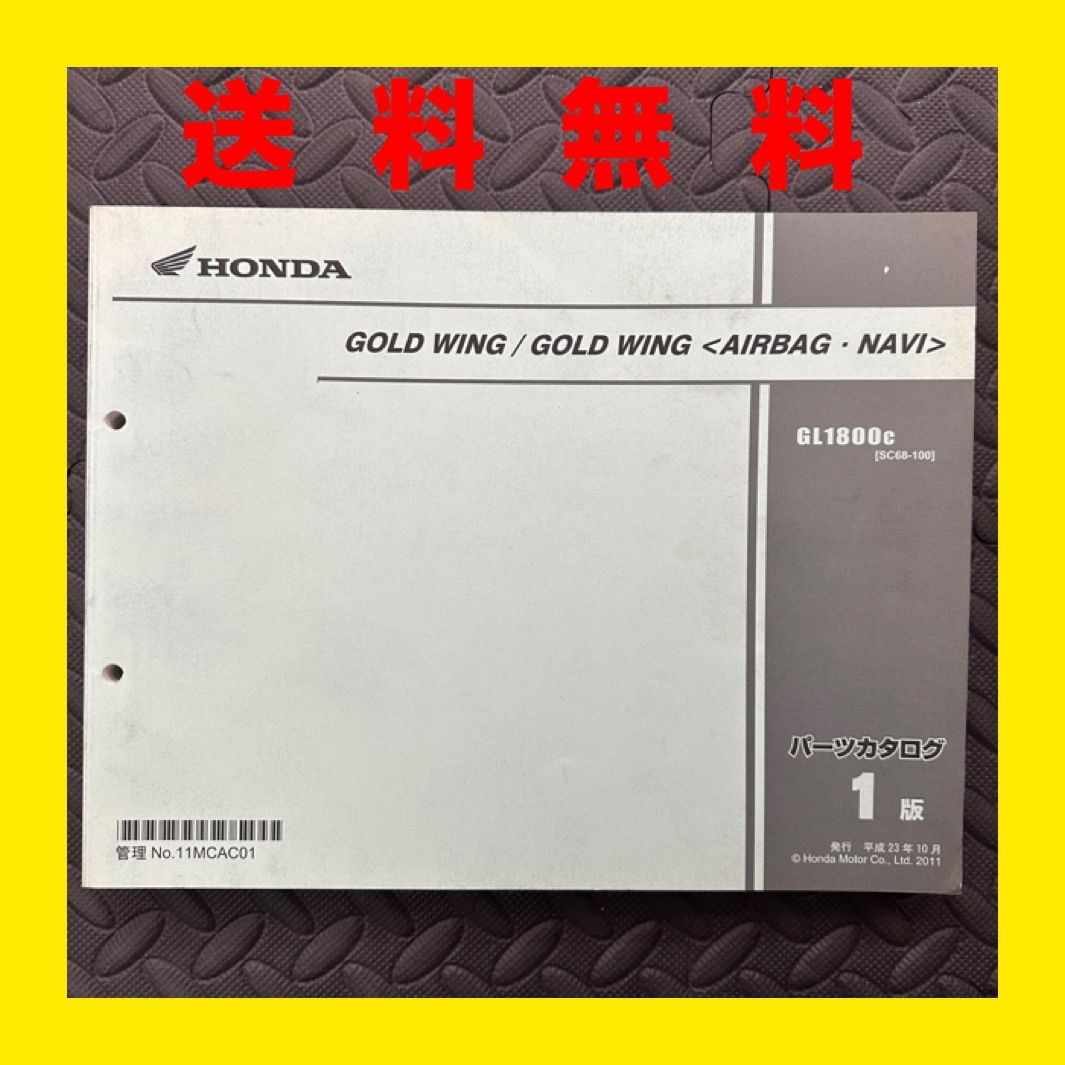 送料無料
HONDA
GOLD WING / GOLD WING <AIRBAG・NAVI>
GL1800C
[SC68-100]
パーツカタログ
1版
管理 No.11MCAC01
発行 平成23年10月
© Honda Motor Co., Ltd. 2011